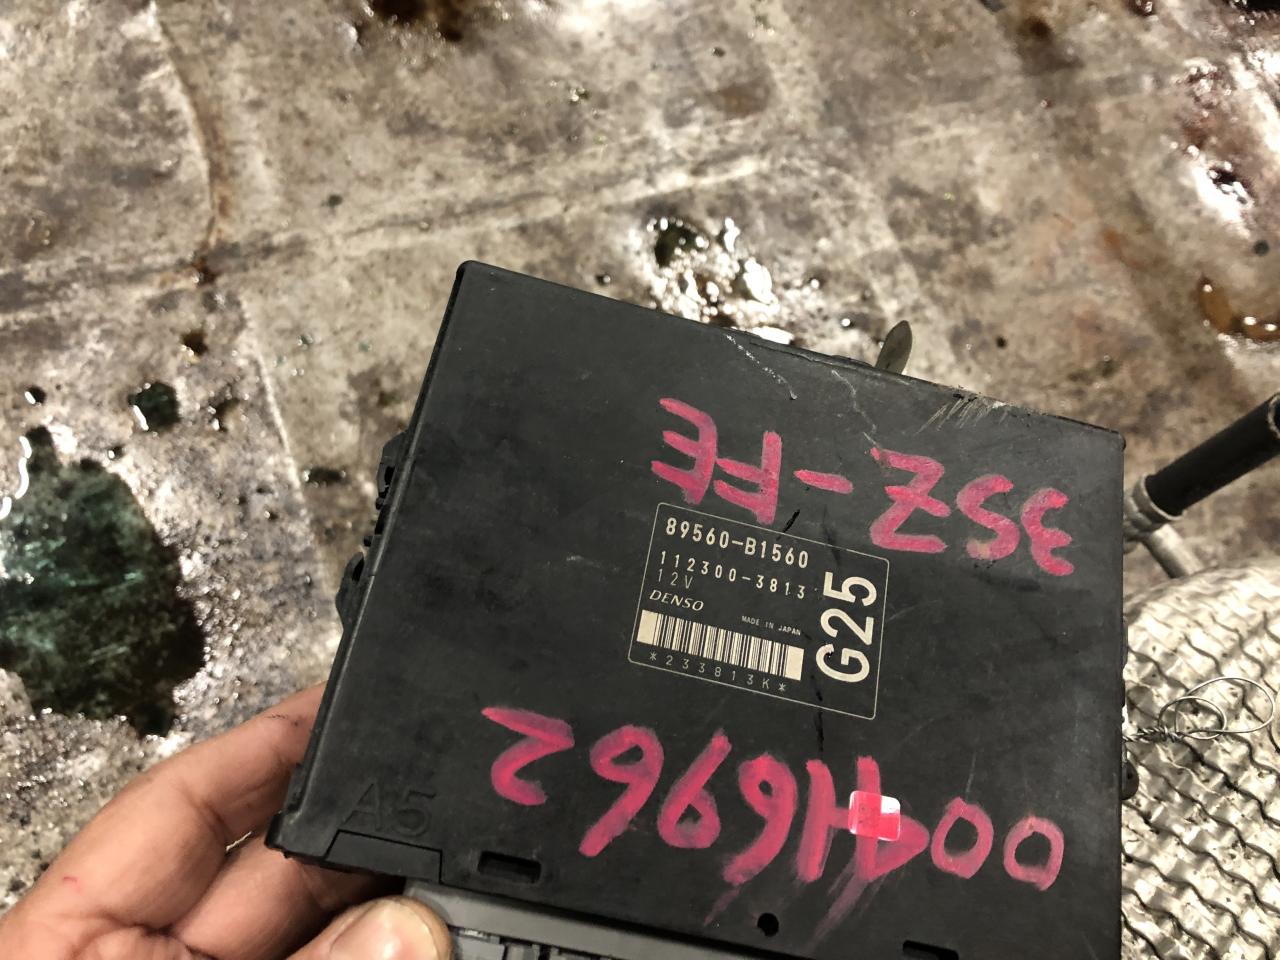 3SZ-FE
89560-B1560
112300-3813
12V
DENSO
MADE IN JAPAN
G25
*233813K*
0046962
A5